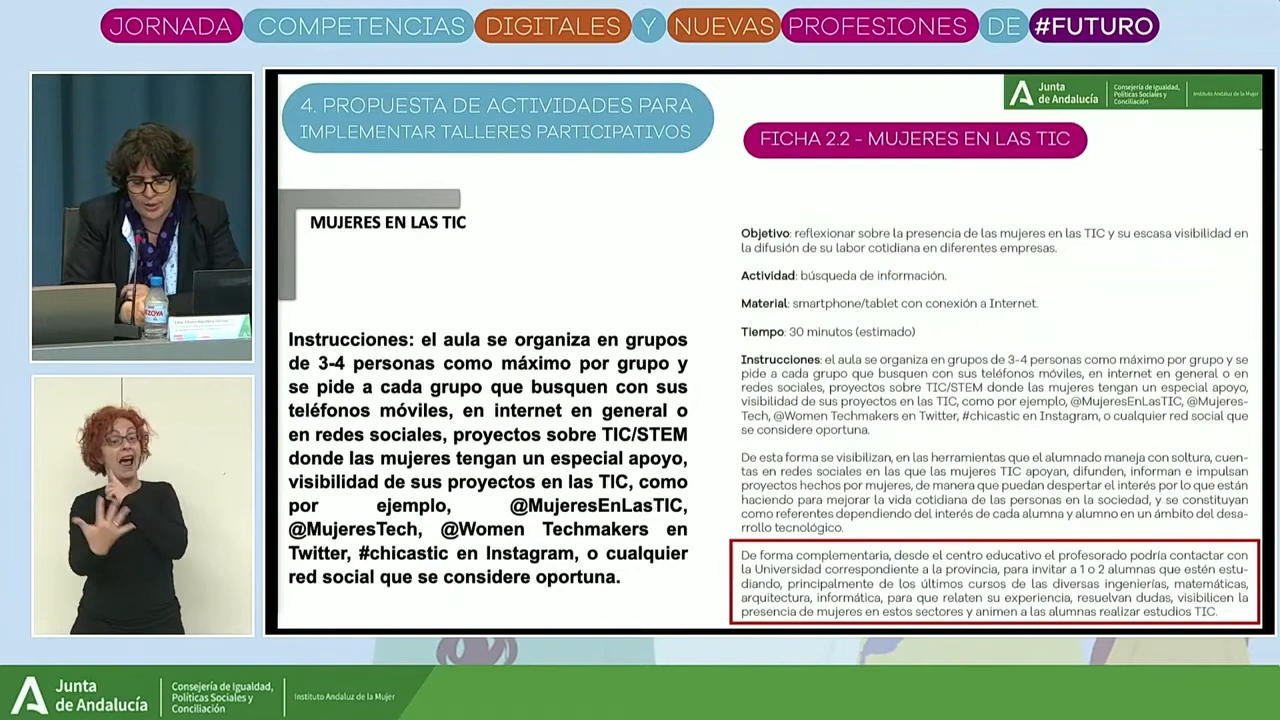 JORNADA COMPETENCIAS DIGITALES Y NUEVAS PROFESIONES DE #FUTURO
4. PROPUESTA DE ACTIVIDADES PARA
IMPLEMENTAR TALLERES PARTICIPATIVOS
Junta
de Andalucía
Consejería de Igualdad,
Políticas Sociales y
Conciliación
Instituto Andaluz de la Mujer
FICHA 2.2 - MUJERES EN LAS TIC
MUJERES EN LAS TIC
Instrucciones: el aula se organiza en grupos
de 3-4 personas como máximo por grupo y
se pide a cada grupo que busquen con sus
teléfonos móviles, en internet en general o
en redes sociales, proyectos sobre TIC/STEM
donde las mujeres tengan un especial apoyo,
visibilidad de sus proyectos en las TIC, como
por ejemplo, @MujeresEnLasTIC,
@MujeresTech, @Women Techmakers en
Twitter, #chicastic en Instagram, o cualquier
red social que se considere oportuna.
Objetivo: reflexionar sobre la presencia de las mujeres en las TIC y su escasa visibilidad en
la difusión de su labor cotidiana en diferentes empresas.
Actividad: búsqueda de información.
Material: smartphone/tablet con conexión a Internet.
Tiempo: 30 minutos (estimado)
Instrucciones: el aula se organiza en grupos de 3-4 personas como máximo por grupo y se
pide a cada grupo que busquen con sus teléfonos móviles, en internet en general o en
redes sociales, proyectos sobre TIC/STEM donde las mujeres tengan un especial apoyo,
visibilidad de sus proyectos en las TIC, como por ejemplo, @MujeresEnLasTIC, @Mujeres-
Tech, @Women Techmakers en Twitter, #chicastic en Instagram, o cualquier red social que
se considere oportuna.
De esta forma se visibilizan, en las herramientas que el alumnado maneja con soltura, cuen-
tas en redes sociales en las que las mujeres TIC apoyan, difunden, informan e impulsan
proyectos hechos por mujeres, de manera que puedan despertar el interés por lo que están
haciendo para mejorar la vida cotidiana de las personas en la sociedad, y se constituyan
como referentes dependiendo del interés de cada alumna y alumno en un ámbito del desa-
rrollo tecnológico.
De forma complementaria, desde el centro educativo el profesorado podría contactar con
la Universidad correspondiente a la provincia, para invitar a 1 o 2 alumnas que estén estu-
diando, principalmente de los últimos cursos de las diversas ingenierías, matemáticas,
arquitectura, informática, para que relaten su experiencia, resuelvan dudas, visibilicen la
presencia de mujeres en estos sectores y animen a las alumnas realizar estudios TIC.
Junta
de Andalucía
Consejería de Igualdad,
Políticas Sociales y
Conciliación
Instituto Andaluz de la Mujer